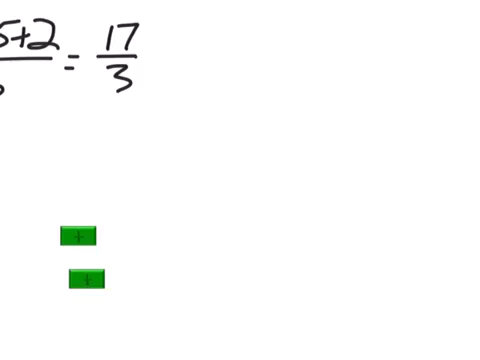 5+2 = 17
3
+
+